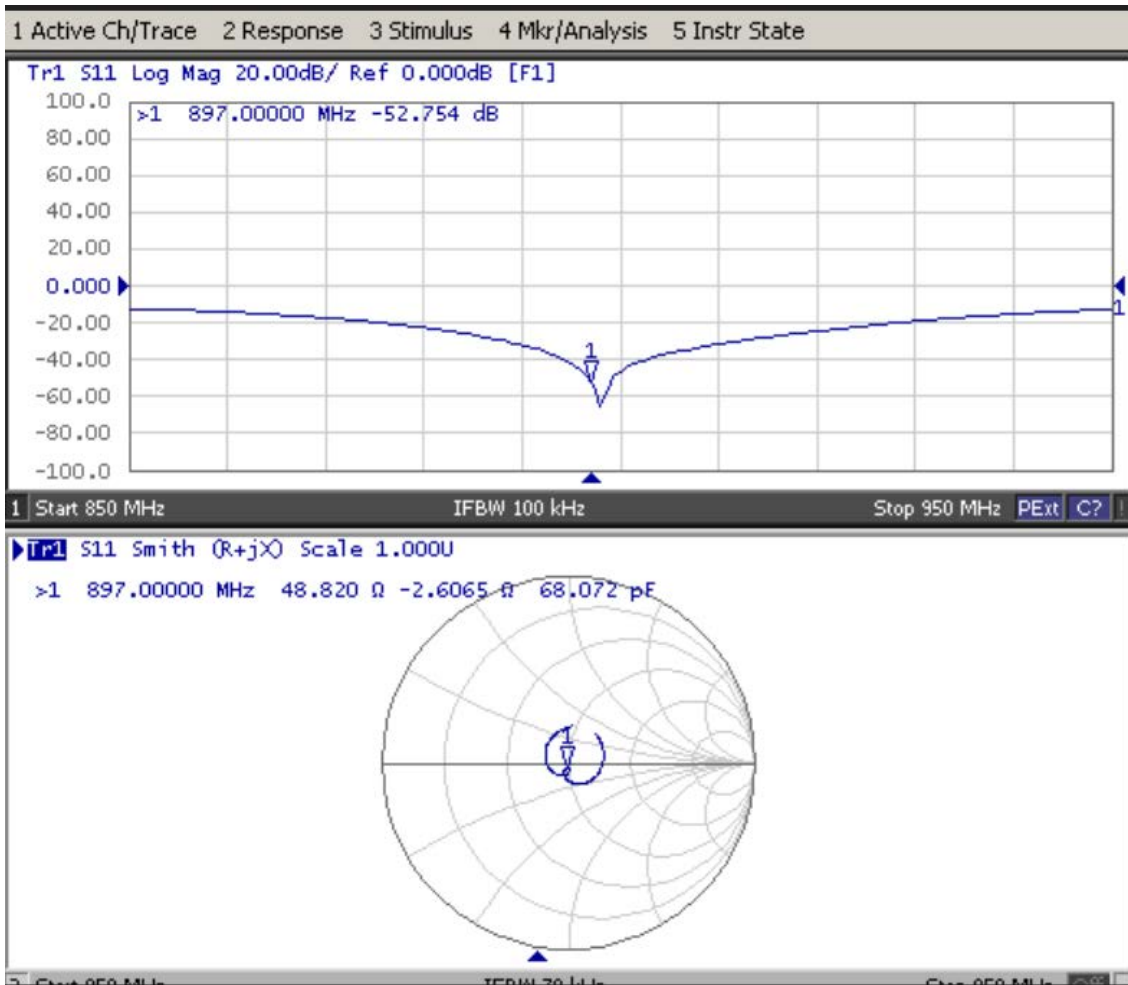 1 Active Ch/Trace 2 Response 3 Stimulus 4 Mkr/Analysis 5 Instr State
Tr1 S11 Log Mag 20.00dB/ Ref 0.000dB [F1]
100.0
>1 897.00000 MHz -52.754 dB
80.00
60.00
40.00
20.00
0.000
1
-20.00
1
-40.00
-60.00
-80.00
-100.0
1 Start 850 MHz IFBW 100 kHz Stop 950 MHz PExt C? !
Tr1 S11 Smith (R+jX) Scale 1.000U
>1 897.00000 MHz 48.820 Ω -2.6065 Ω 68.072 pF
1